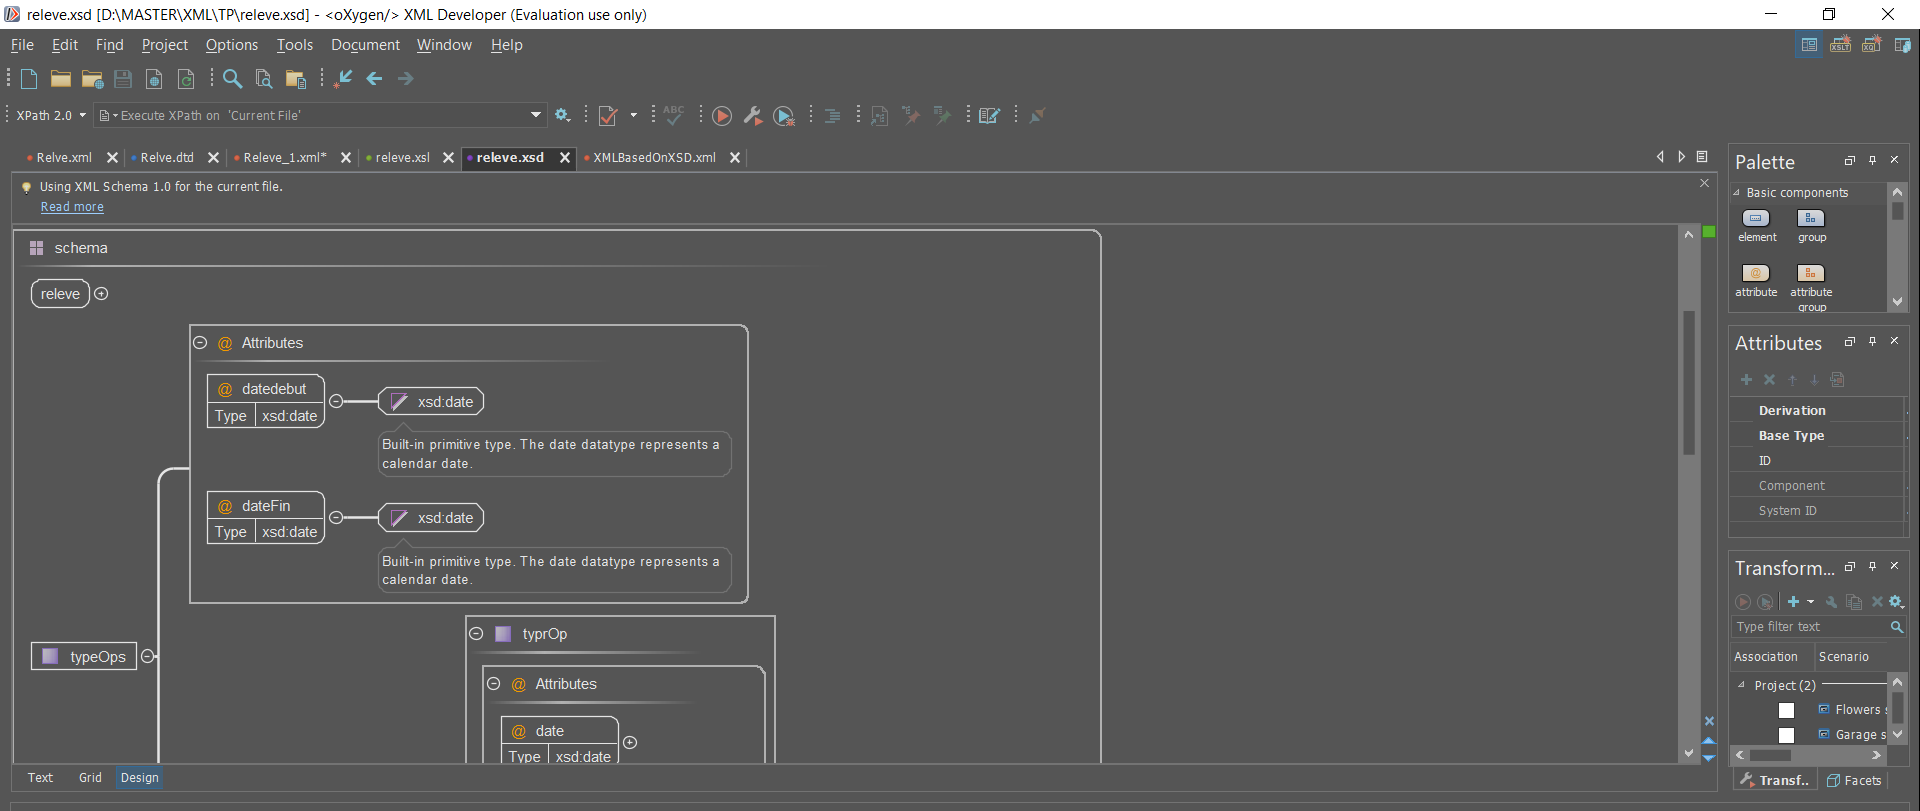 releve.xsd [D:\MASTER\XML\TP\releve.xsd] - <oXygen/> XML Developer (Evaluation use only)
File Edit Find Project Options Tools Document Window Help
XSLT XQ
XPath 2.0 Execute XPath on 'Current File' ABC
Relve.xml Relve.dtd Releve_1.xml* releve.xsl releve.xsd XMLBasedOnXSD.xml
Using XML Schema 1.0 for the current file.
Read more
schema
releve
@ Attributes
@ datedebut
Type xsd:date
xsd:date
Built-in primitive type. The date datatype represents a
calendar date.
@ dateFin
Type xsd:date
xsd:date
Built-in primitive type. The date datatype represents a
calendar date.
typeOps
typrOp
@ Attributes
@ date
Type xsd:date
Text Grid Design
Palette
Basic components
element group
attribute attribute
group
Attributes
Derivation
Base Type
ID
Component
System ID
Transform...
Type filter text
Association Scenario
Project (2)
Flowers s
Garage s
Transf.. Facets